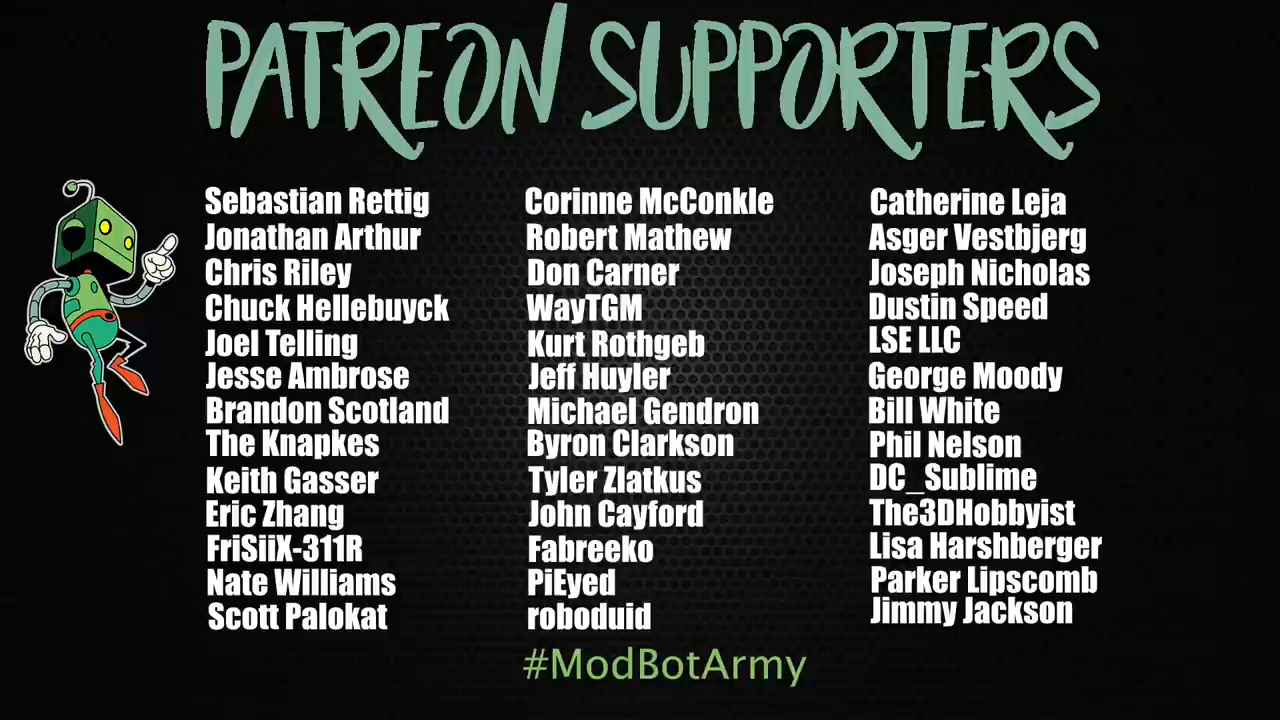 PATREON SUPPORTERS
Sebastian Rettig
Jonathan Arthur
Chris Riley
Chuck Hellebuyck
Joel Telling
Jesse Ambrose
Brandon Scotland
The Knapkes
Keith Gasser
Eric Zhang
FriSiiX-311R
Nate Williams
Scott Palokat
Corinne McConkle
Robert Mathew
Don Carner
WayTGM
Kurt Rothgeb
Jeff Huyler
Michael Gendron
Byron Clarkson
Tyler Zlatkus
John Cayford
Fabreeko
PiEyed
roboduid
Catherine Leja
Asger Vestbjerg
Joseph Nicholas
Dustin Speed
LSE LLC
George Moody
Bill White
Phil Nelson
DC_Sublime
The3DHobbyist
Lisa Harshberger
Parker Lipscomb
Jimmy Jackson
#ModBotArmy